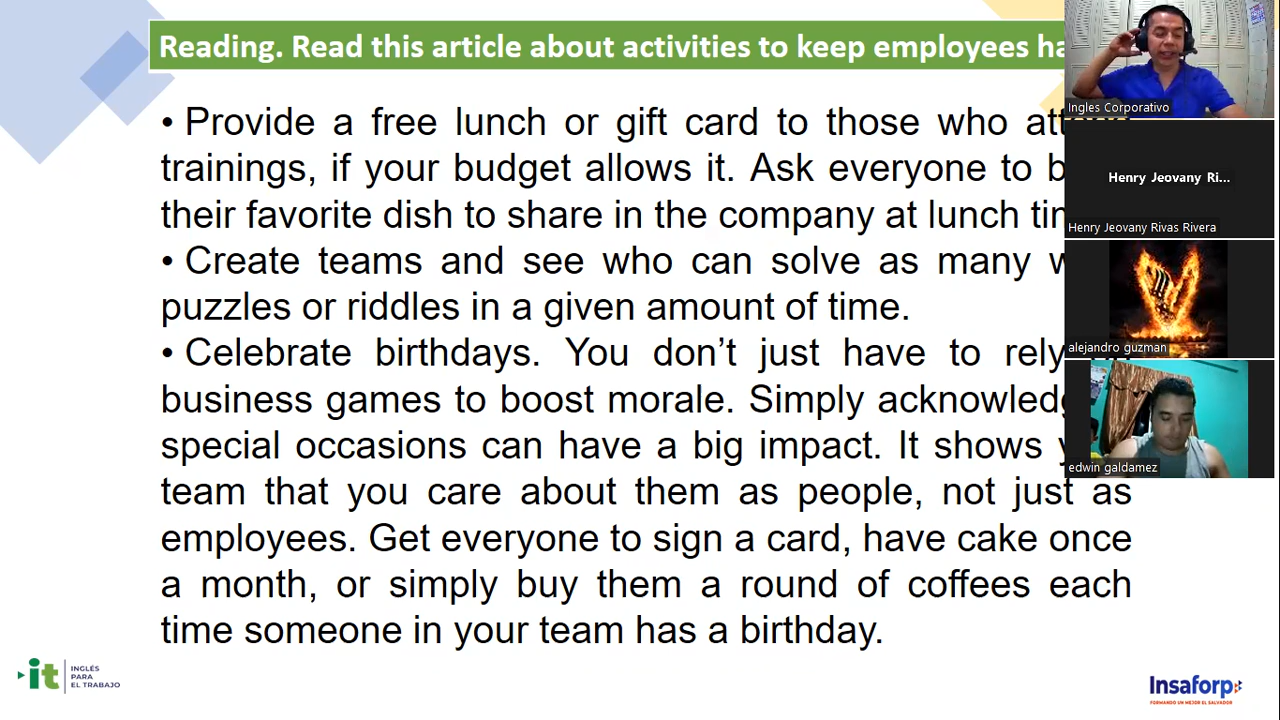 Reading. Read this article about activities to keep employees
• Provide a free lunch or gift card to those who
trainings, if your budget allows it. Ask everyone to
their favorite dish to share in the company at lunch
• Create teams and see who can solve as many
puzzles or riddles in a given amount of time.
• Celebrate birthdays. You don’t just have to rely
business games to boost morale. Simply
special occasions can have a big impact. It shows
team that you care about them as people, not just as
employees. Get everyone to sign a card, have cake once
a month, or simply buy them a round of coffees each
time someone in your team has a birthday.
Ingles Corporativo
Henry Jeovany Ri...
Henry Jeovany Rivas Rivera
alejandro guzman
edwin galdamez
it
INGLÉS
PARA
EL TRABAJO
Insaforp
FORMANDO UN MEJOR EL SALVADOR